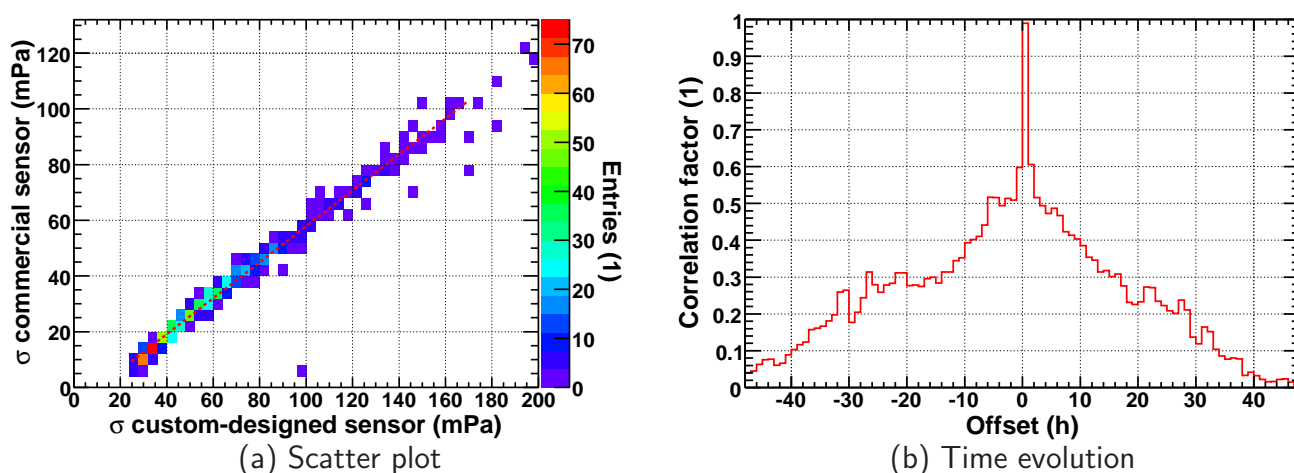 σ commercial sensor (mPa)
120
100
80
60
40
20
0
0 20 40 60 80 100 120 140 160 180 200
σ custom-designed sensor (mPa)
70
60
50
40
30
20
10
0
Entries (1)
(a) Scatter plot
Correlation factor (1)
1
0.9
0.8
0.7
0.6
0.5
0.4
0.3
0.2
0.1
0
-40 -30 -20 -10 -0 10 20 30 40
Offset (h)
(b) Time evolution